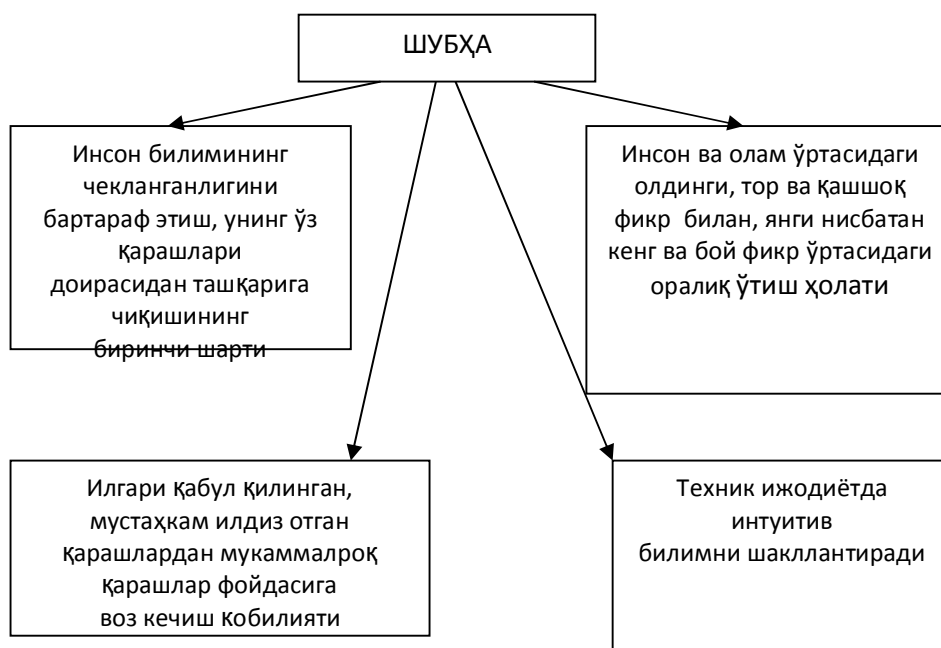 ШУБҲА
Инсон билимининг
чекланганлигини
бартараф этиш, унинг ўз
қарашлари
доирасидан ташқарига
чиқишининг
биринчи шарти
Инсон ва олам ўртасидаги
олдинги, тор ва қашшоқ
фикр билан, янги нисбатан
кенг ва бой фикр ўртасидаги
оралиқ ўтиш ҳолати
Илгари қабул қилинган,
мустаҳкам илдиз отган
қарашлардан мукаммалроқ
қарашлар фойдасига
воз кечиш қобилияти
Техник ижодиётда
интуитив
билимни шакллантиради